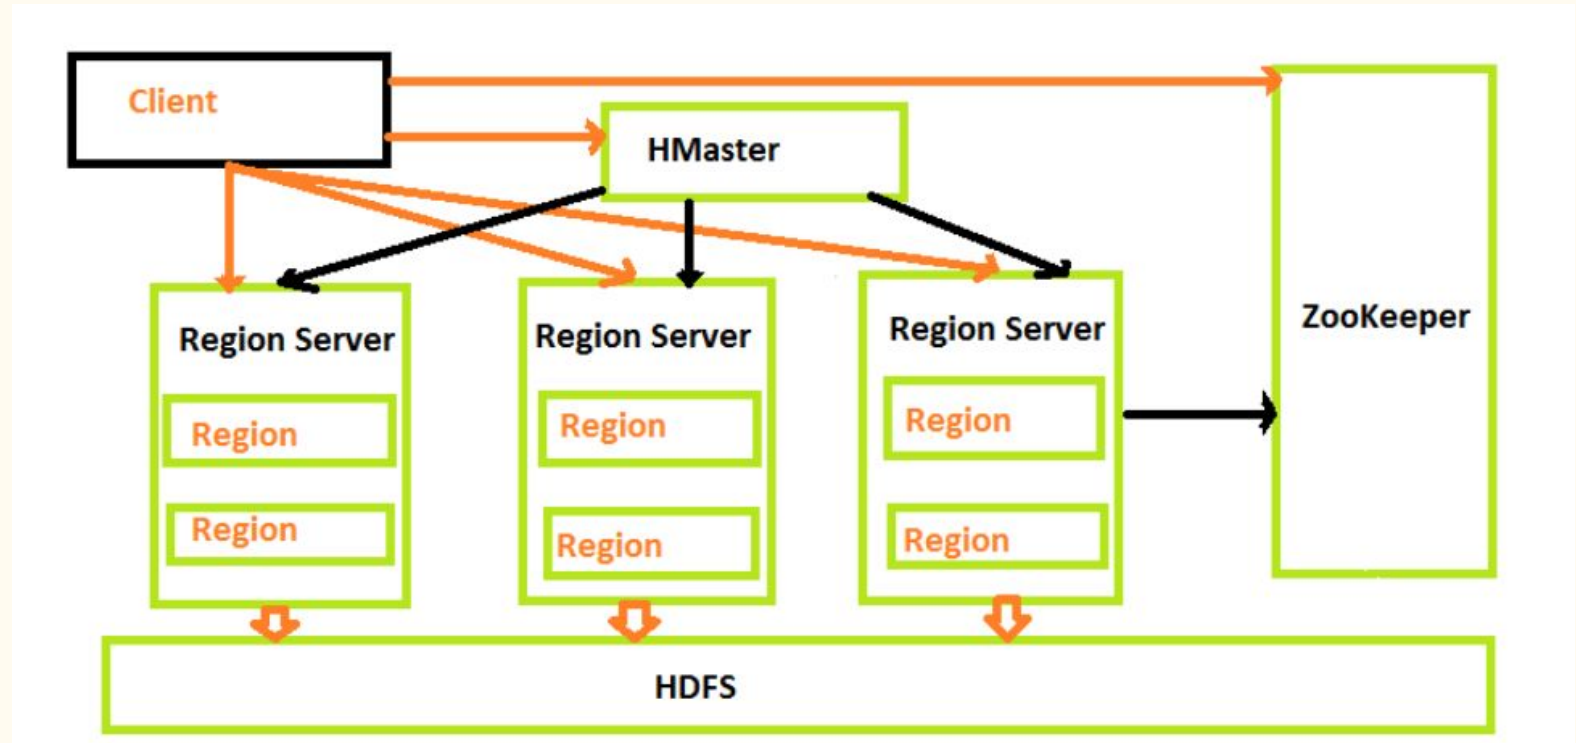 Client
HMaster
ZooKeeper
Region Server
Region
Region
Region Server
Region
Region
Region Server
Region
Region
HDFS